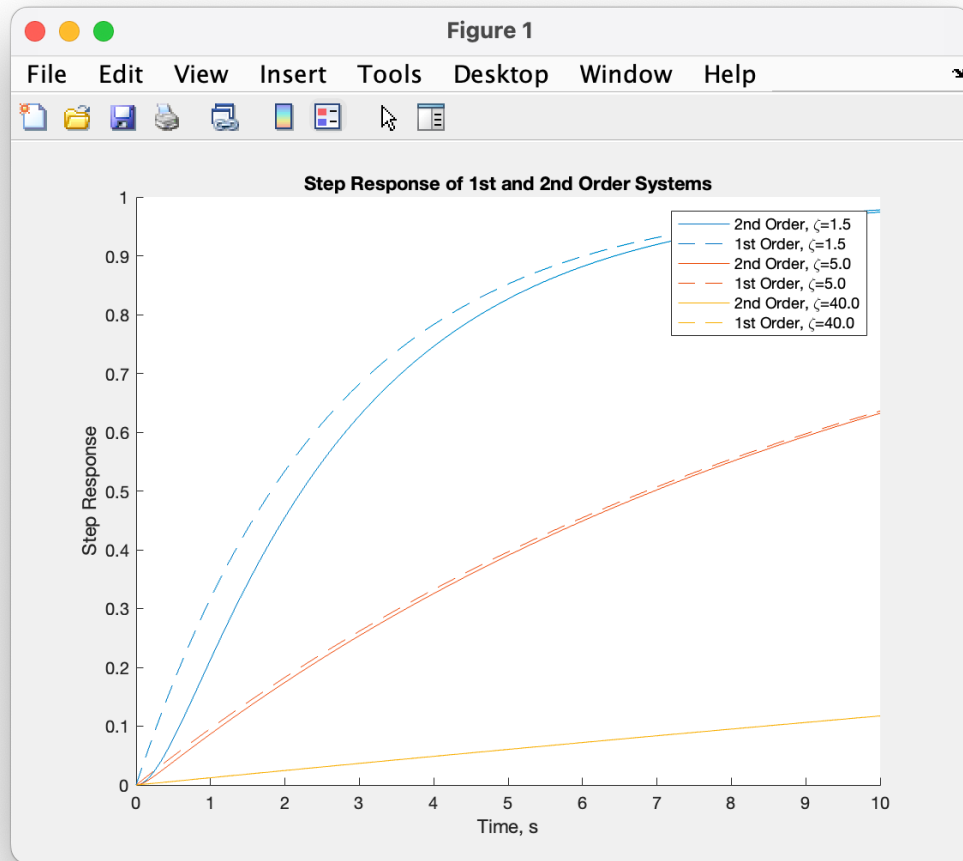 Figure 1
File Edit View Insert Tools Desktop Window Help
Step Response of 1st and 2nd Order Systems
1
0.9
0.8
0.7
0.6
0.5
0.4
0.3
0.2
0.1
0
Step Response
2nd Order, ζ=1.5
1st Order, ζ=1.5
2nd Order, ζ=5.0
1st Order, ζ=5.0
2nd Order, ζ=40.0
1st Order, ζ=40.0
0 1 2 3 4 5 6 7 8 9 10
Time, s